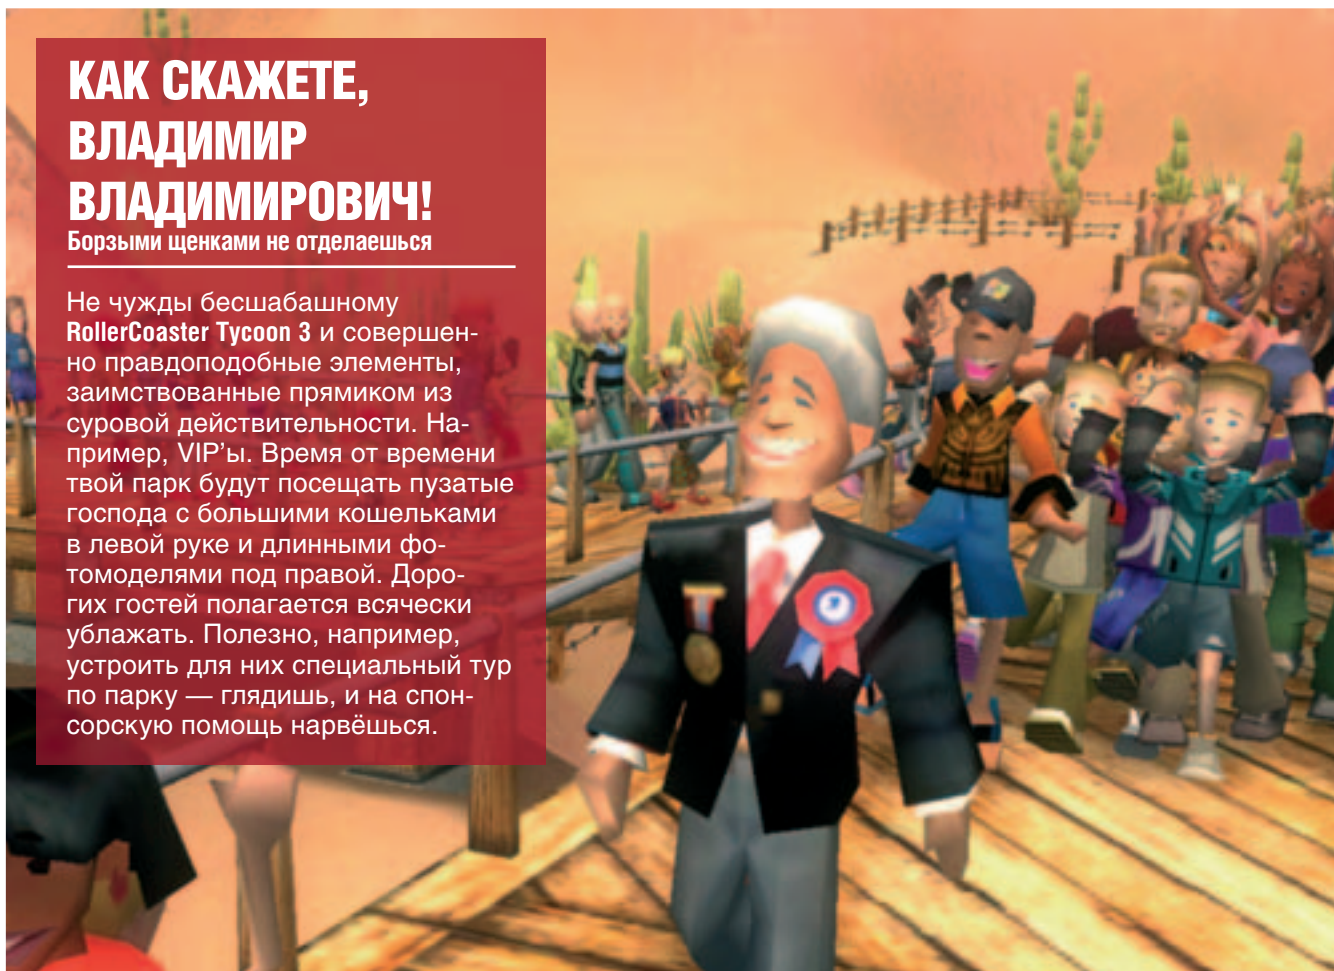 КАК СКАЖЕТЕ,
ВЛАДИМИР
ВЛАДИМИРОВИЧ!
Борзыми щенками не отделаешься
Не чужды бесшабашному
RollerCoaster Tycoon 3 и совершен-
но правдоподобные элементы,
заимствованные прямиком из
суровой действительности. На-
пример, VIP’ы. Время от времени
твой парк будут посещать пузатые
господа с большими кошельками
в левой руке и длинными фо-
томоделями под правой. Доро-
гих гостей полагается всячески
ублажать. Полезно, например,
устроить для них специальный тур
по парку — глядишь, и на спон-
сорскую помощь нарвёшься.